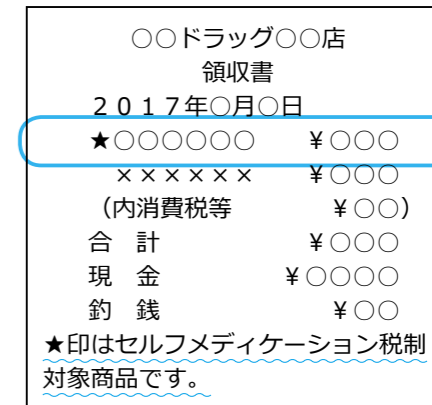 ○○ドラッグ○○店
領収書
2017年○月○日
★○○○○○○ ¥○○○
×××××× ¥○○○
(内消費税等 ¥○○)
合 計 ¥○○○
現 金 ¥○○○○
釣 銭 ¥○○
★印はセルフメディケーション税制
対象商品です。